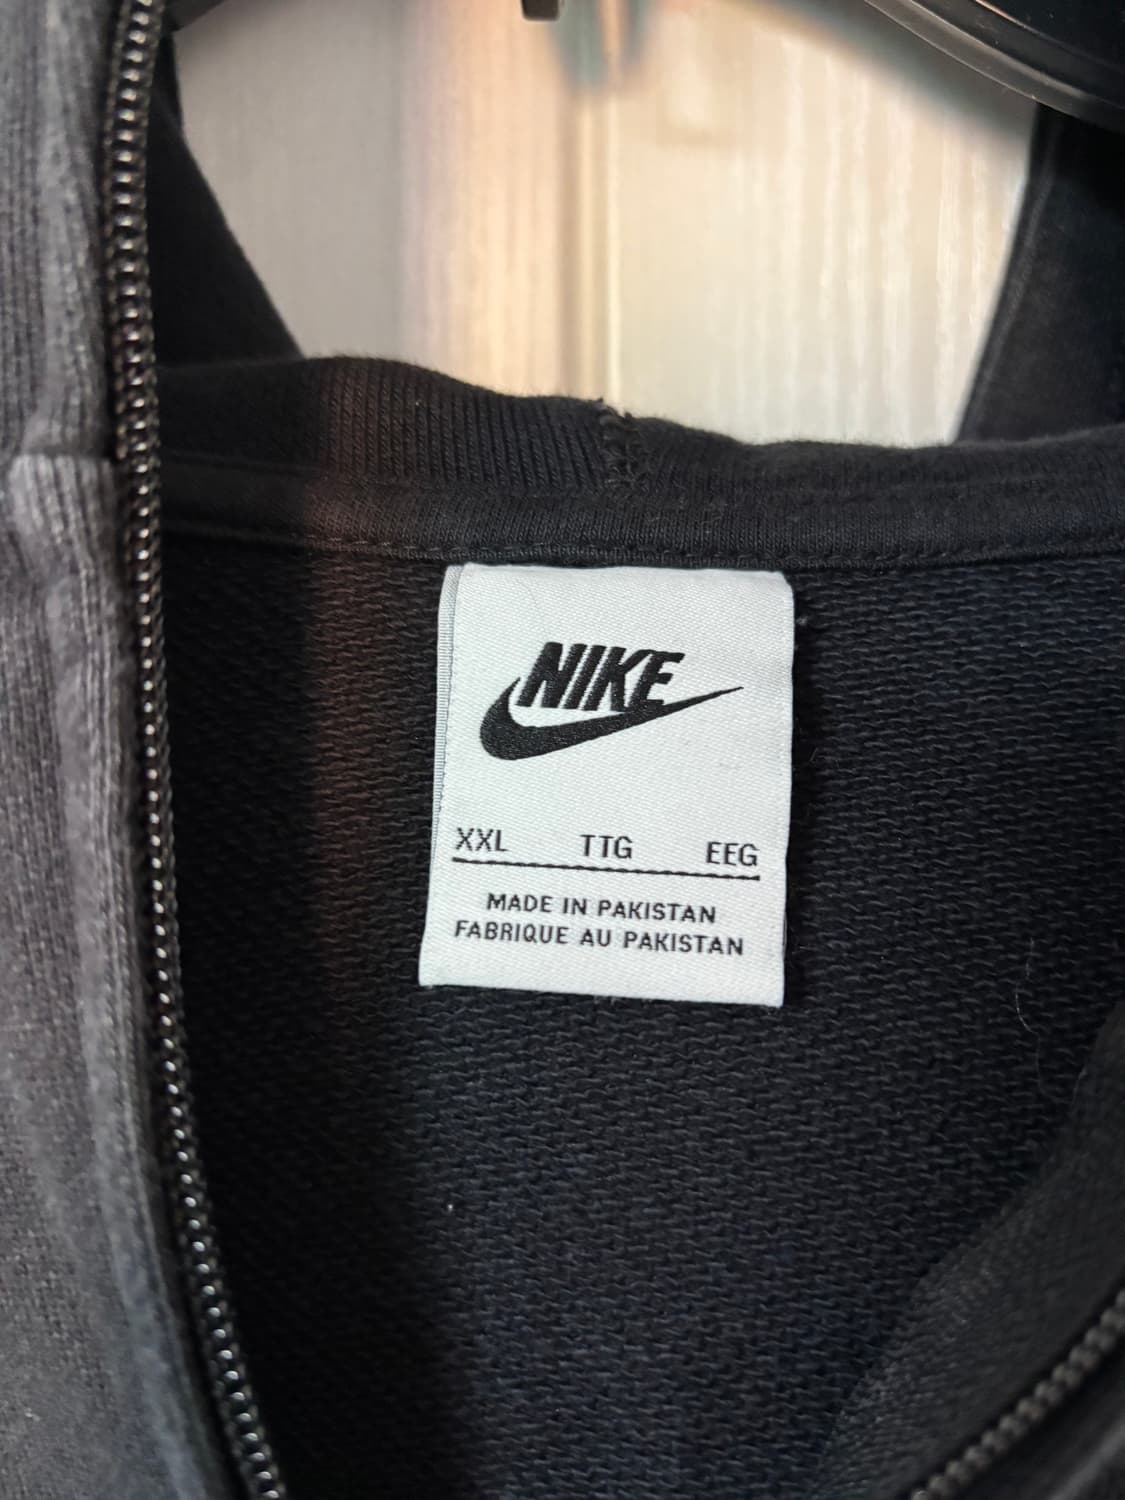 NIKE
XXL TTG EEG
MADE IN PAKISTAN
FABRIQUE AU PAKISTAN